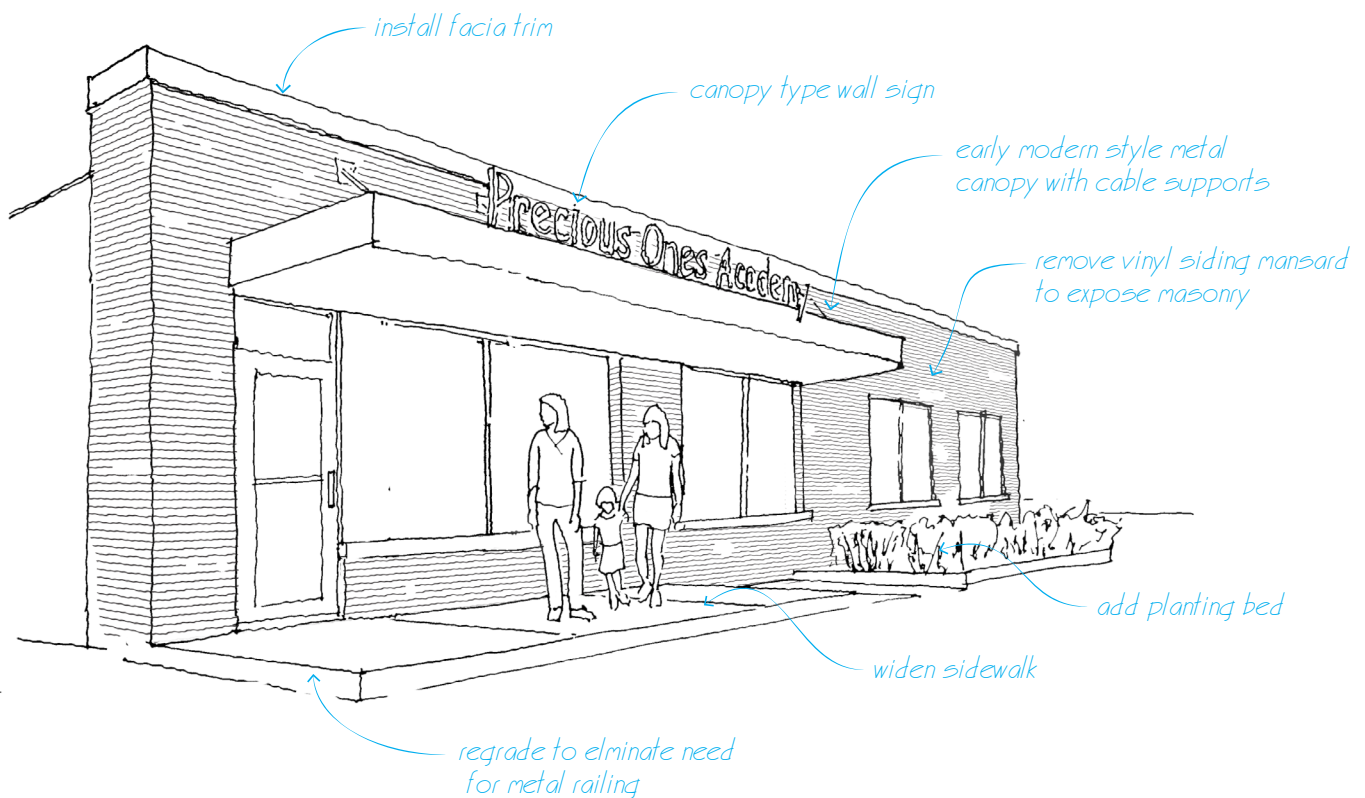 install facia trim
canopy type wall sign
early modern style metal
canopy with cable supports
remove vinyl siding mansard
to expose masonry
Precious Ones Academy
add planting bed
widen sidewalk
regrade to elminate need
for metal railing